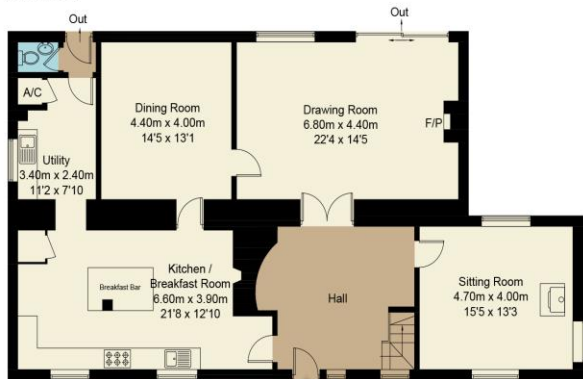 Out
Out
A/C
Dining Room
4.40m x 4.00m
14'5 x 13'1
Drawing Room
6.80m x 4.40m
22'4 x 14'5
F/P
Utility
3.40m x 2.40m
11'2 x 7'10
Kitchen /
Breakfast Room
6.60m x 3.90m
21'8 x 12'10
Breakfast Bar
Hall
Sitting Room
4.70m x 4.00m
15'5 x 13'3